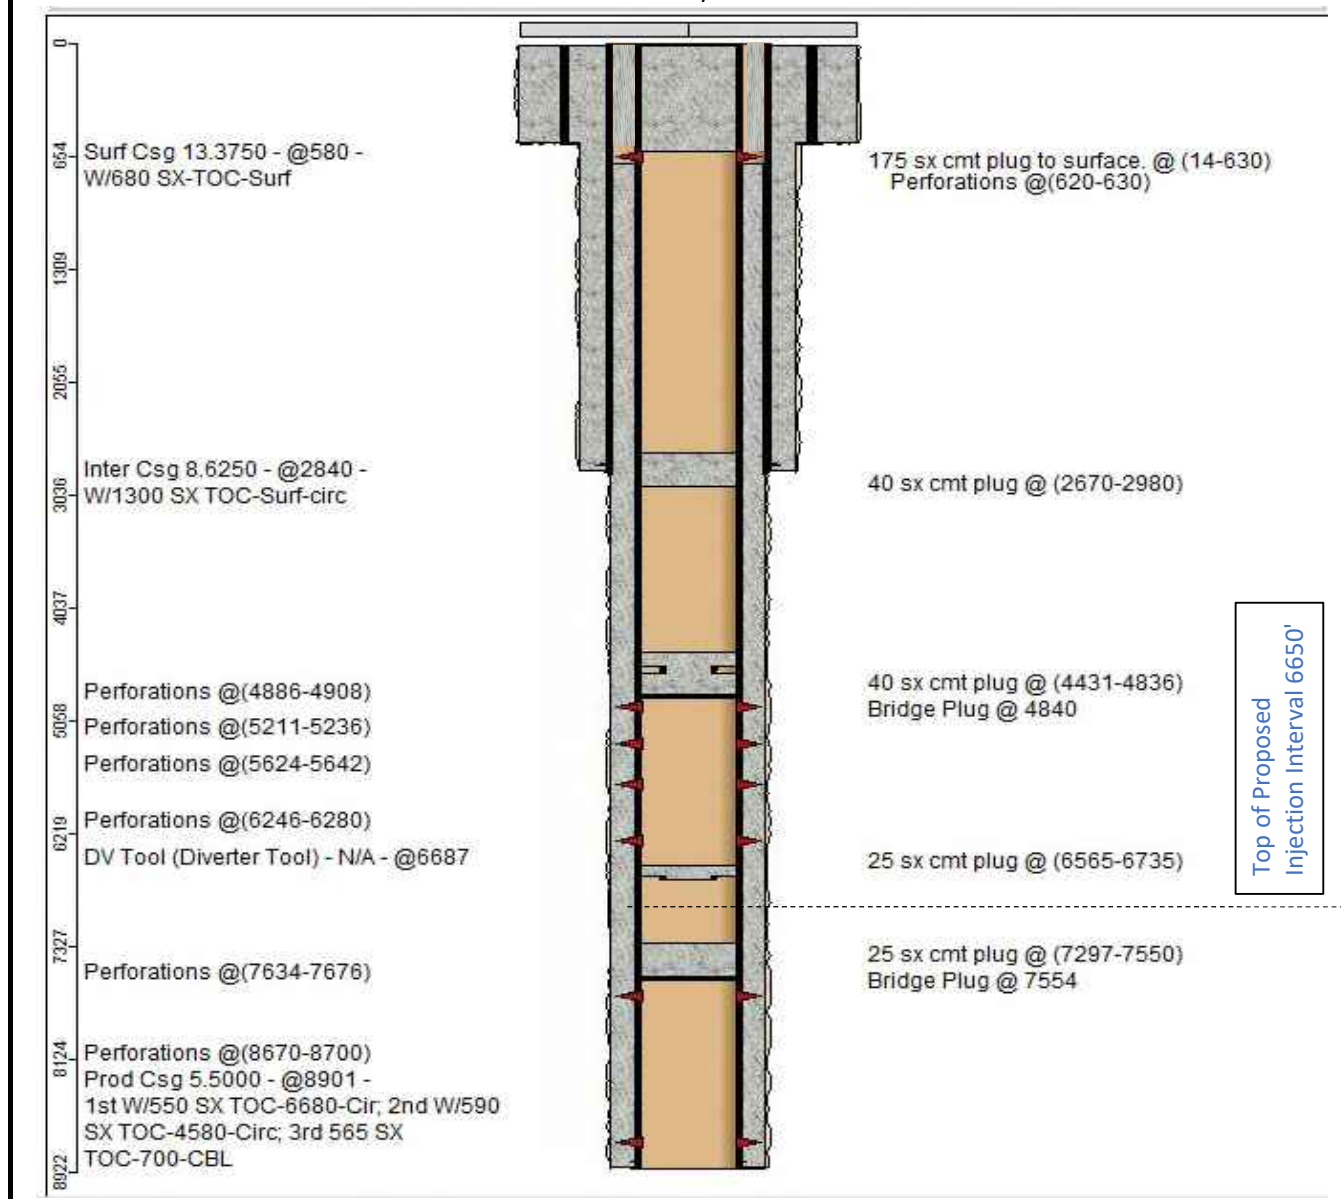 0
654
1309
2055
3036
4037
5068
6219
7327
8124
8922
Surf Csg 13.3750 - @580 -
W/680 SX-TOC-Surf
Inter Csg 8.6250 - @2840 -
W/1300 SX TOC-Surf-circ
Perforations @(4886-4908)
Perforations @(5211-5236)
Perforations @(5624-5642)
Perforations @(6246-6280)
DV Tool (Diverter Tool) - N/A - @6687
Perforations @(7634-7676)
Perforations @(8670-8700)
Prod Csg 5.5000 - @8901 -
1st W/550 SX TOC-6680-Cir; 2nd W/590
SX TOC-4580-Circ; 3rd 565 SX
TOC-700-CBL
175 sx cmt plug to surface. @ (14-630)
Perforations @(620-630)
40 sx cmt plug @ (2670-2980)
40 sx cmt plug @ (4431-4836)
Bridge Plug @ 4840
25 sx cmt plug @ (6565-6735)
25 sx cmt plug @ (7297-7550)
Bridge Plug @ 7554
Top of Proposed
Injection Interval 6650'